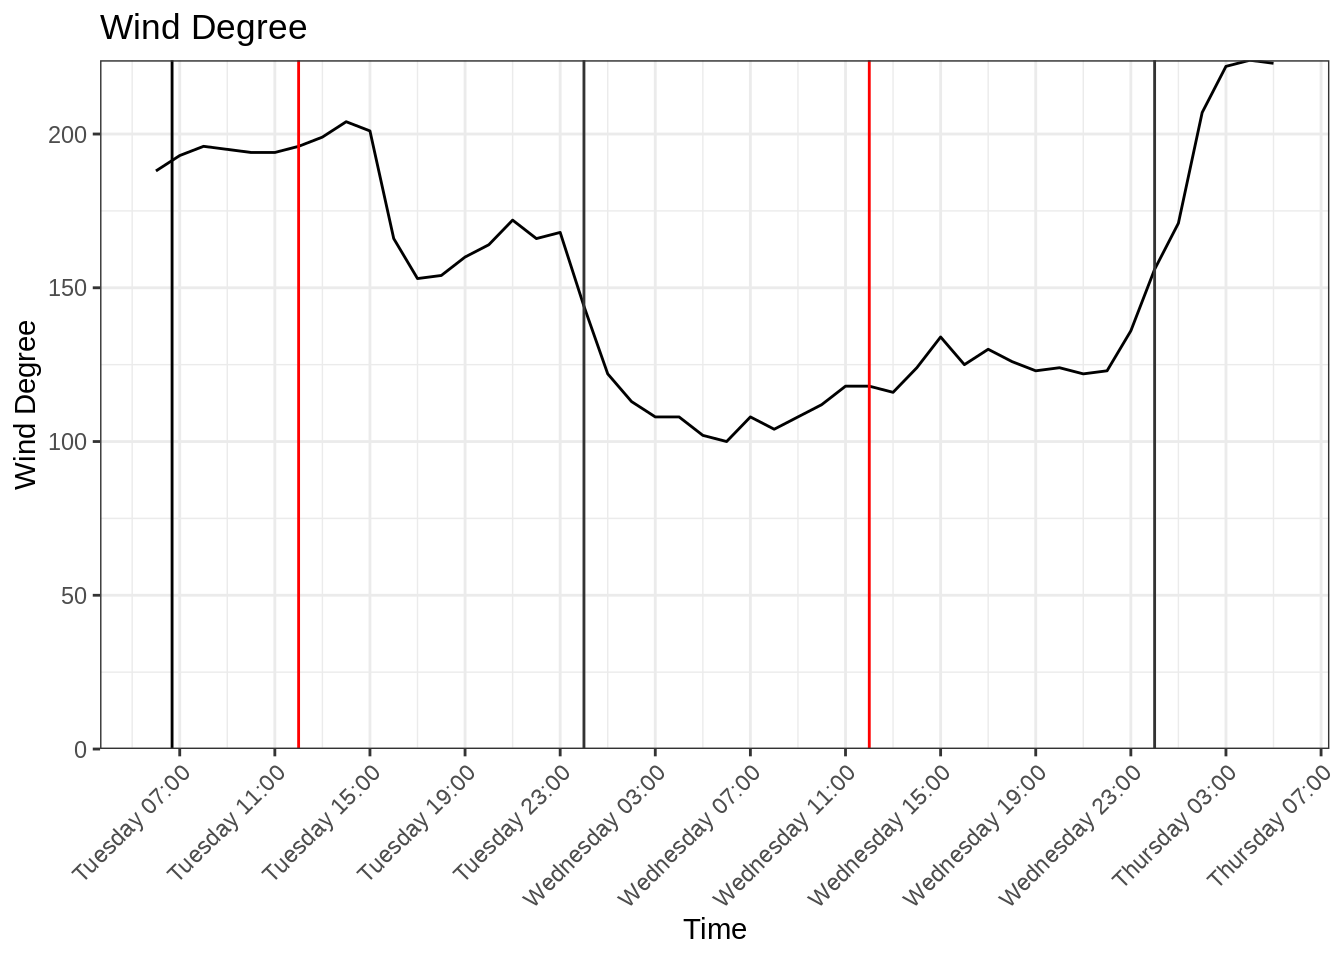 Wind Degree
Wind Degree
200
150
100
50
0
Tuesday 07:00
Tuesday 11:00
Tuesday 15:00
Tuesday 19:00
Tuesday 23:00
Wednesday 03:00
Wednesday 07:00
Wednesday 11:00
Wednesday 15:00
Wednesday 19:00
Wednesday 23:00
Thursday 03:00
Thursday 07:00
Time